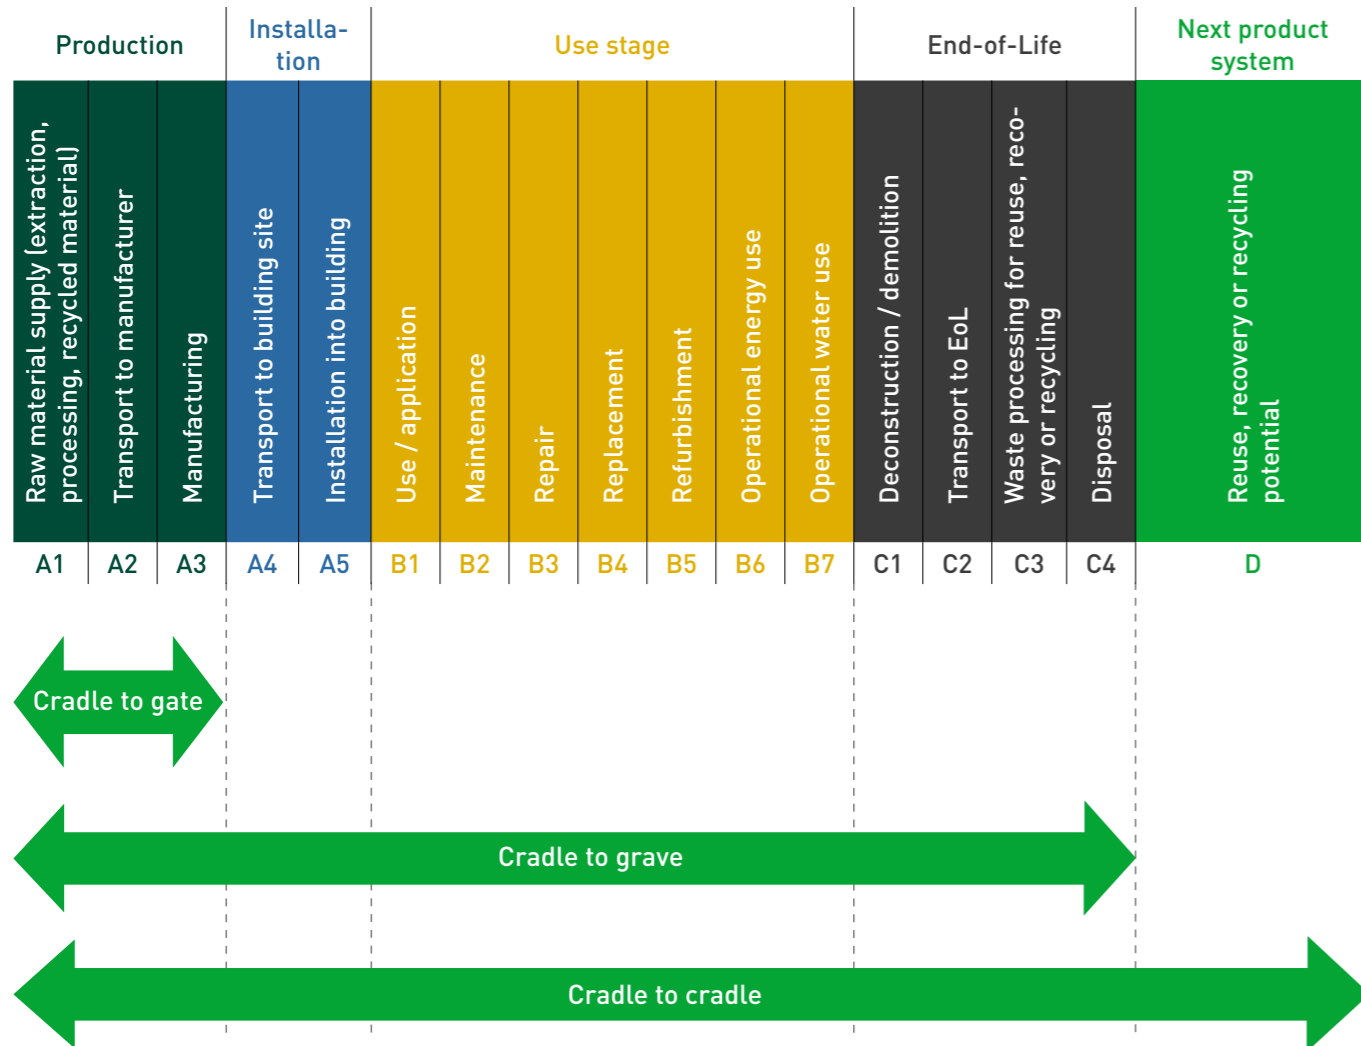 Production
Installa-
tion
Use stage
End-of-Life
Next product
system
Raw material supply (extraction,
processing, recycled material)
Transport to manufacturer
Manufacturing
Transport to building site
Installation into building
Use / application
Maintenance
Repair
Replacement
Refurbishment
Operational energy use
Operational water use
Deconstruction / demolition
Transport to EoL
Waste processing for reuse, reco-
very or recycling
Disposal
Reuse, recovery or recycling
potential
A1 A2 A3 A4 A5 B1 B2 B3 B4 B5 B6 B7 C1 C2 C3 C4 D
Cradle to gate
Cradle to grave
Cradle to cradle